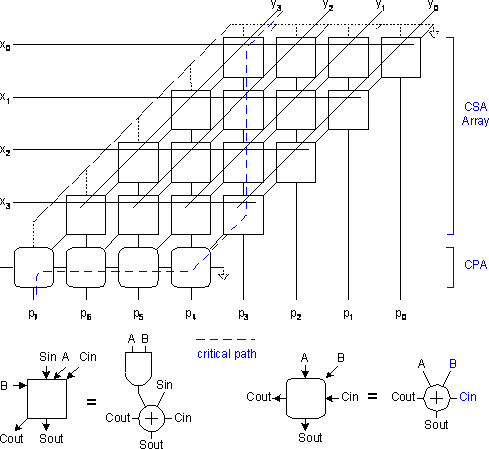 y3 y2 y1 y0
x0
x1
x2
x3
CSA
Array
CPA
p7 p6 p5 p4 p3 p2 p1 p0
critical path
Sin A Cin
B
Cout
Sout
=
A B
Sin
Cout + Cin
Sout
A B
Cout Cin
Sout
=
A B
Cout + Cin
Sout